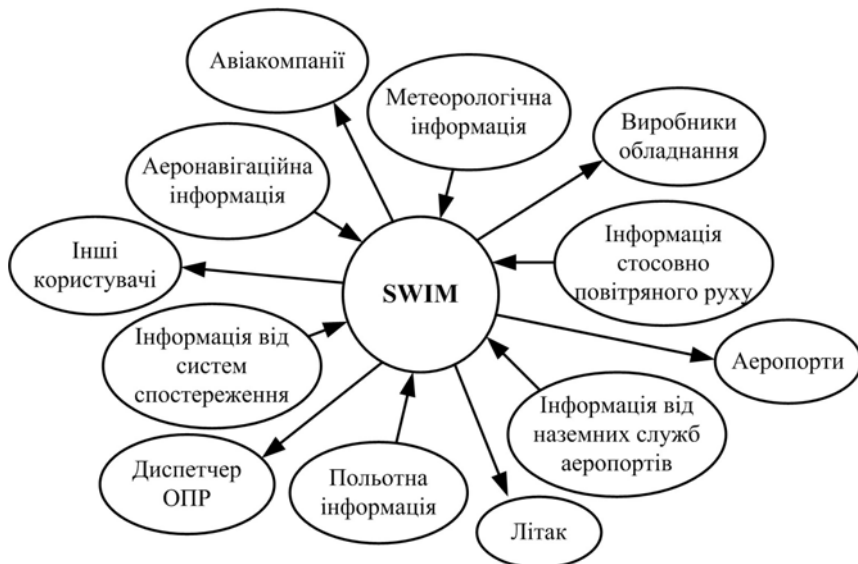 Авіакомпанії
Метеорологічна
інформація
Виробники
обладнання
Аеронавігаційна
інформація
Інші
користувачі
SWIM
Інформація
стосовно
повітряного руху
Інформація від
систем
спостереження
Аеропорти
Інформація від
наземних служб
аеропортів
Диспетчер
ОПР
Польотна
інформація
Літак